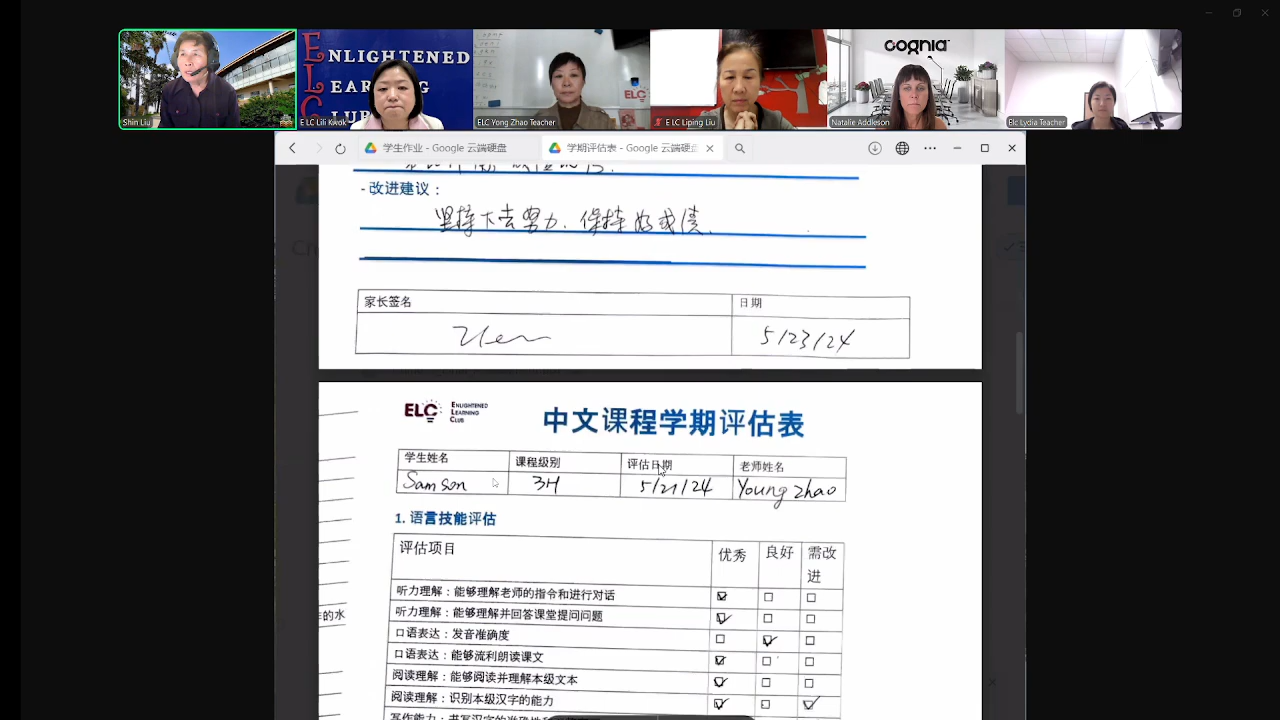 cognia
ENLIGHTENED
LEARNING
CLUB
ELC
Shin Liu
E LC Lili Kwok
ELC Yong Zhao Teacher
E LC Liping Liu
Natalie Addleson
Elc Lydia Teacher
学生作业 - Google 云端硬盘
学期评估表 - Google 云端硬盘
- 改进建议：
坚持下去努力. 保持好成绩.
家长签名
日期
5/23/24
ELC ENLIGHTENED
LEARNING
CLUB
中文课程学期评估表
学生姓名
课程级别
评估日期
老师姓名
Samson
3H
5/21/24
Young Zhao
1. 语言技能评估
评估项目
优秀
良好
需改
进
听力理解：能够理解老师的指令和进行对话
听力理解：能够理解并回答课堂提问问题
口语表达：发音准确度
口语表达：能够流利朗读课文
阅读理解：能够阅读并理解本级文本
阅读理解：识别本级汉字的能力
的水